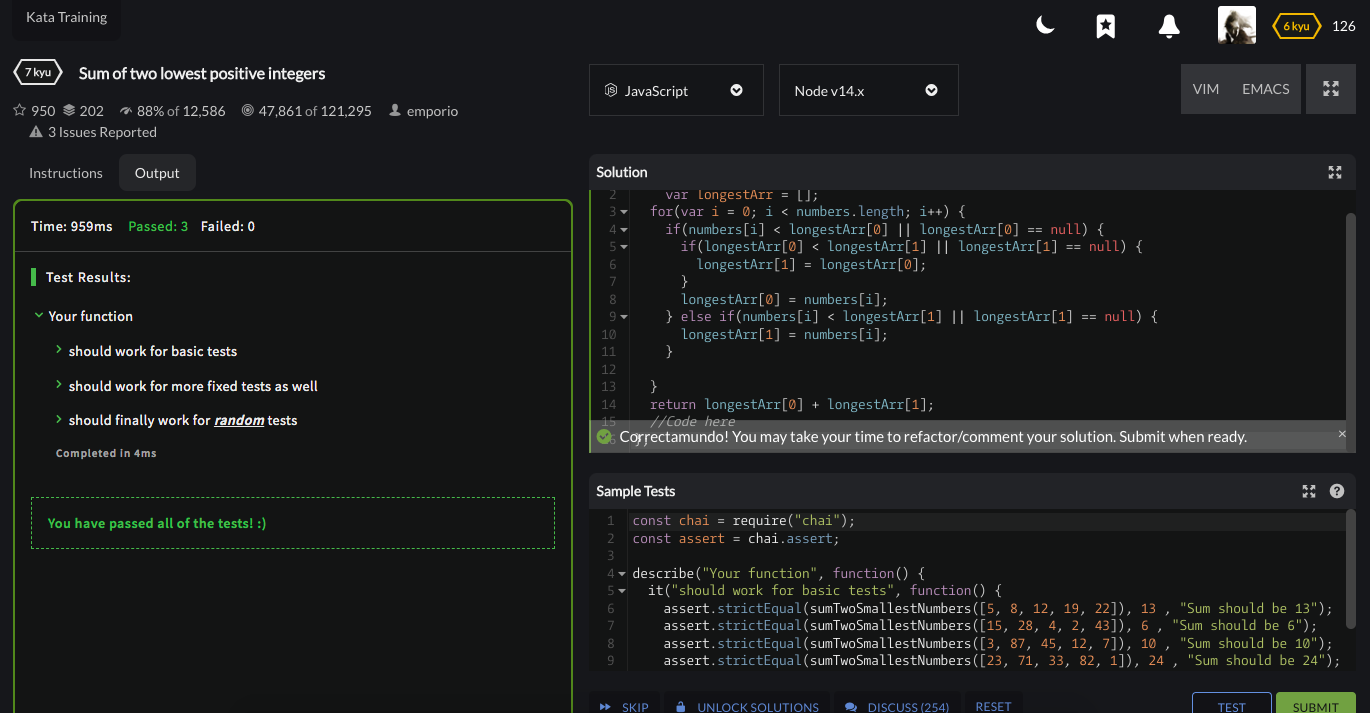 Kata Training
6 kyu
126
7 kyu
Sum of two lowest positive integers
950 202 88% of 12,586 47,861 of 121,295 emporio
3 Issues Reported
Instructions
Output
Time: 959ms Passed: 3 Failed: 0
Test Results:
Your function
should work for basic tests
should work for more fixed tests as well
should finally work for random tests
Completed in 4ms
You have passed all of the tests! :)
JavaScript
Node v14.x
VIM
EMACS
Solution
2 var longestArr = [];
3 for(var i = 0; i < numbers.length; i++) {
4 if(numbers[i] < longestArr[0] || longestArr[0] == null) {
5 if(longestArr[0] < longestArr[1] || longestArr[1] == null) {
6 longestArr[1] = longestArr[0];
7 }
8 longestArr[0] = numbers[i];
9 } else if(numbers[i] < longestArr[1] || longestArr[1] == null) {
10 longestArr[1] = numbers[i];
11 }
12
13 }
14 return longestArr[0] + longestArr[1];
15 //Code here
Correctamundo! You may take your time to refactor/comment your solution. Submit when ready.
Sample Tests
1 const chai = require("chai");
2 const assert = chai.assert;
3
4 describe("Your function", function() {
5 it("should work for basic tests", function() {
6 assert.strictEqual(sumTwoSmallestNumbers([5, 8, 12, 19, 22]), 13 , "Sum should be 13");
7 assert.strictEqual(sumTwoSmallestNumbers([15, 28, 4, 2, 43]), 6 , "Sum should be 6");
8 assert.strictEqual(sumTwoSmallestNumbers([3, 87, 45, 12, 7]), 10 , "Sum should be 10");
9 assert.strictEqual(sumTwoSmallestNumbers([23, 71, 33, 82, 1]), 24 , "Sum should be 24");
SKIP
UNLOCK SOLUTIONS
DISCUSS (254)
RESET
TEST
SUBMIT